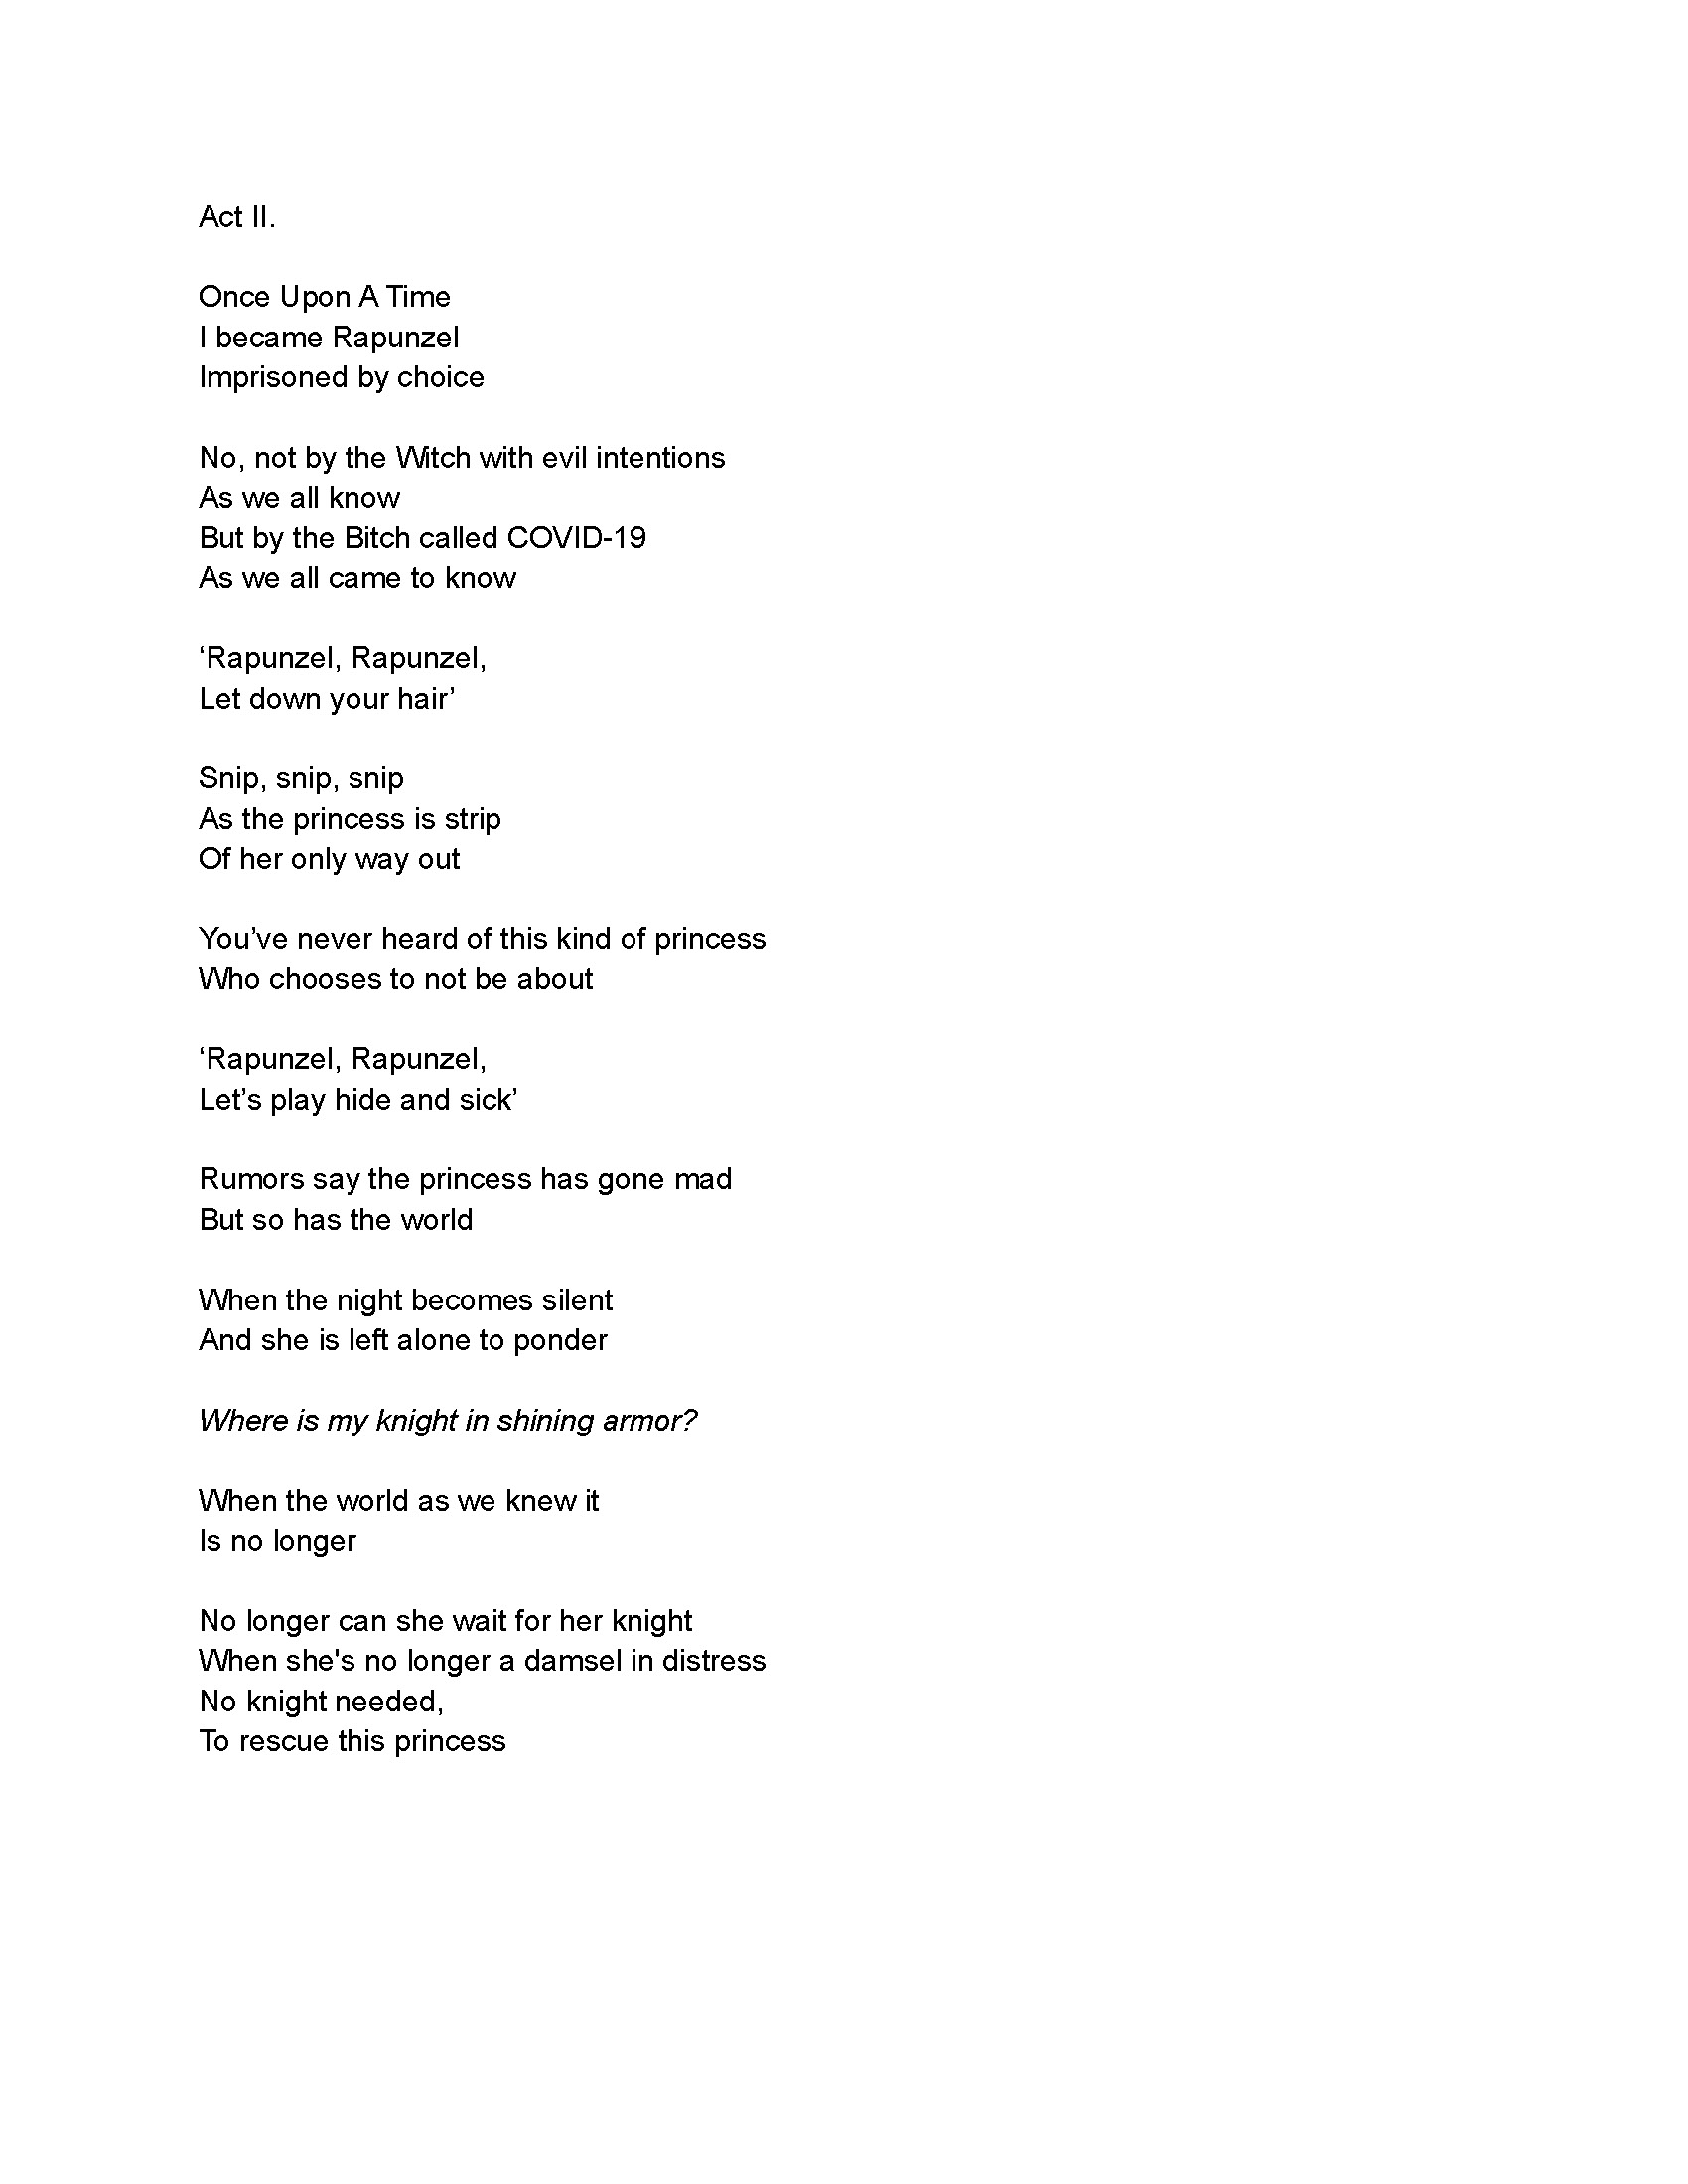 Act II.
Once Upon A Time
I became Rapunzel
Imprisoned by choice
No, not by the Witch with evil intentions
As we all know
But by the Bitch called COVID-19
As we all came to know
‘Rapunzel, Rapunzel,
Let down your hair’
Snip, snip, snip
As the princess is strip
Of her only way out
You’ve never heard of this kind of princess
Who chooses to not be about
‘Rapunzel, Rapunzel,
Let’s play hide and sick’
Rumors say the princess has gone mad
But so has the world
When the night becomes silent
And she is left alone to ponder
Where is my knight in shining armor?
When the world as we knew it
Is no longer
No longer can she wait for her knight
When she's no longer a damsel in distress
No knight needed,
To rescue this princess